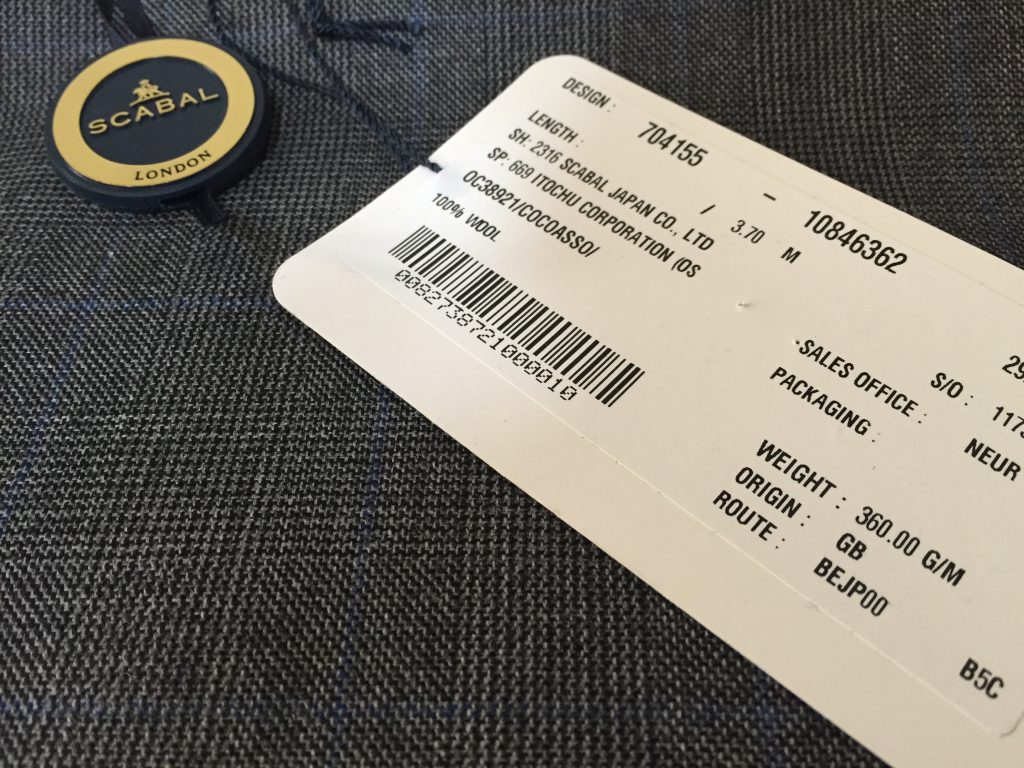 SCABAL
LONDON
DESIGN : 704155 - 10846362
LENGTH : / 3.70 M
SH: 2316 SCABAL JAPAN CO., LTD
SP: 669 ITOCHU CORPORATION (OS
OC38921/COCOASSO/
100% WOOL
0082738721000010
S/O :
SALES OFFICE : NEUR
PACKAGING :
WEIGHT : 360.00 G/M
ORIGIN : GB
ROUTE : BEJP00
B5C